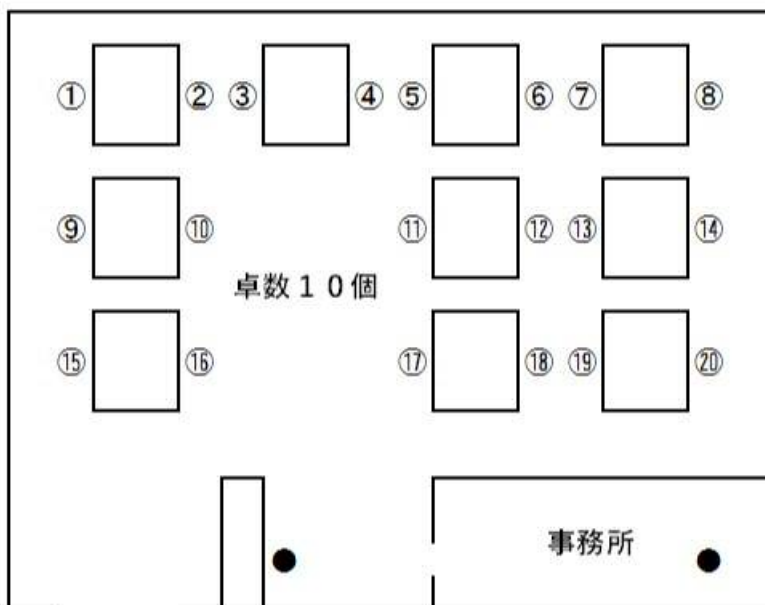 ① ② ③ ④ ⑤ ⑥ ⑦ ⑧
⑨ ⑩ ⑪ ⑫ ⑬ ⑭
卓数１０個
⑮ ⑯ ⑰ ⑱ ⑲ ⑳
事務所